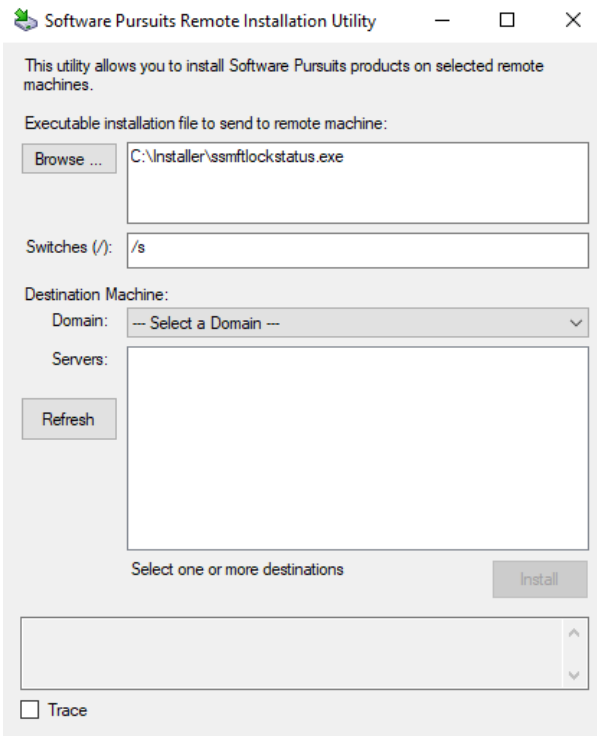 Software Pursuits Remote Installation Utility
This utility allows you to install Software Pursuits products on selected remote
machines.
Executable installation file to send to remote machine:
Browse ...
C:\Installer\ssmftlockstatus.exe
Switches (/):
/s
Destination Machine:
Domain:
--- Select a Domain ---
Servers:
Refresh
Select one or more destinations
Install
Trace